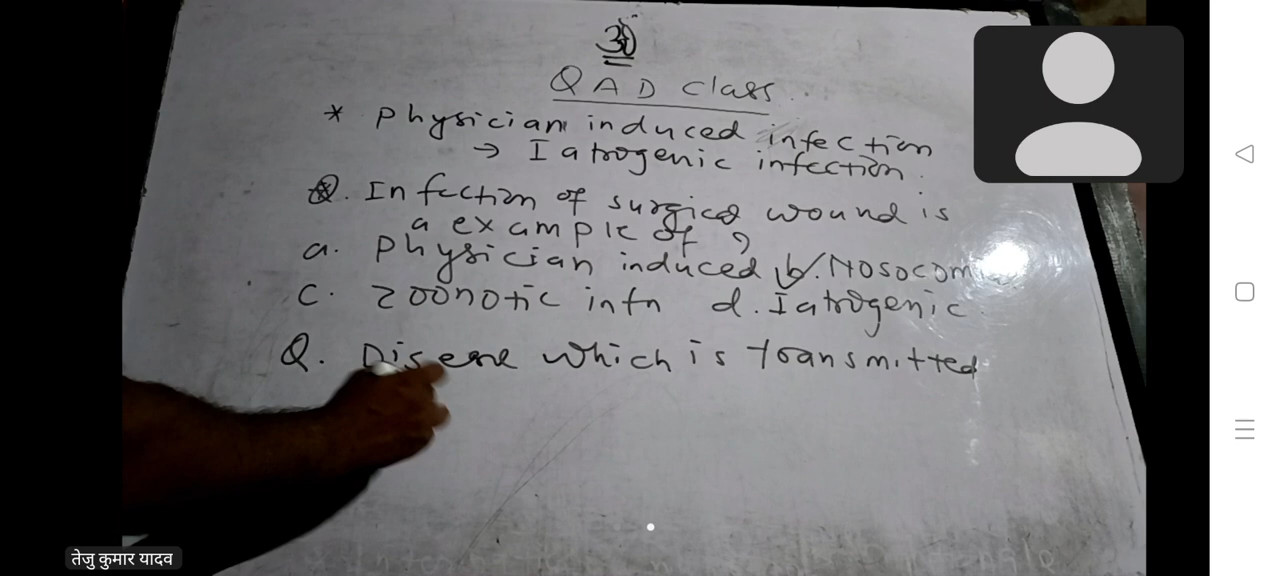 30
QAD Class
* Physician induced infection
→ Iatrogenic infection.
Q. Infection of surgical wound is
a example of ?
a. Physician induced b. Nosocom
c. zoonotic infn d. Iatrogenic
Q. Disease which is transmitted
तेजु कुमार यादव